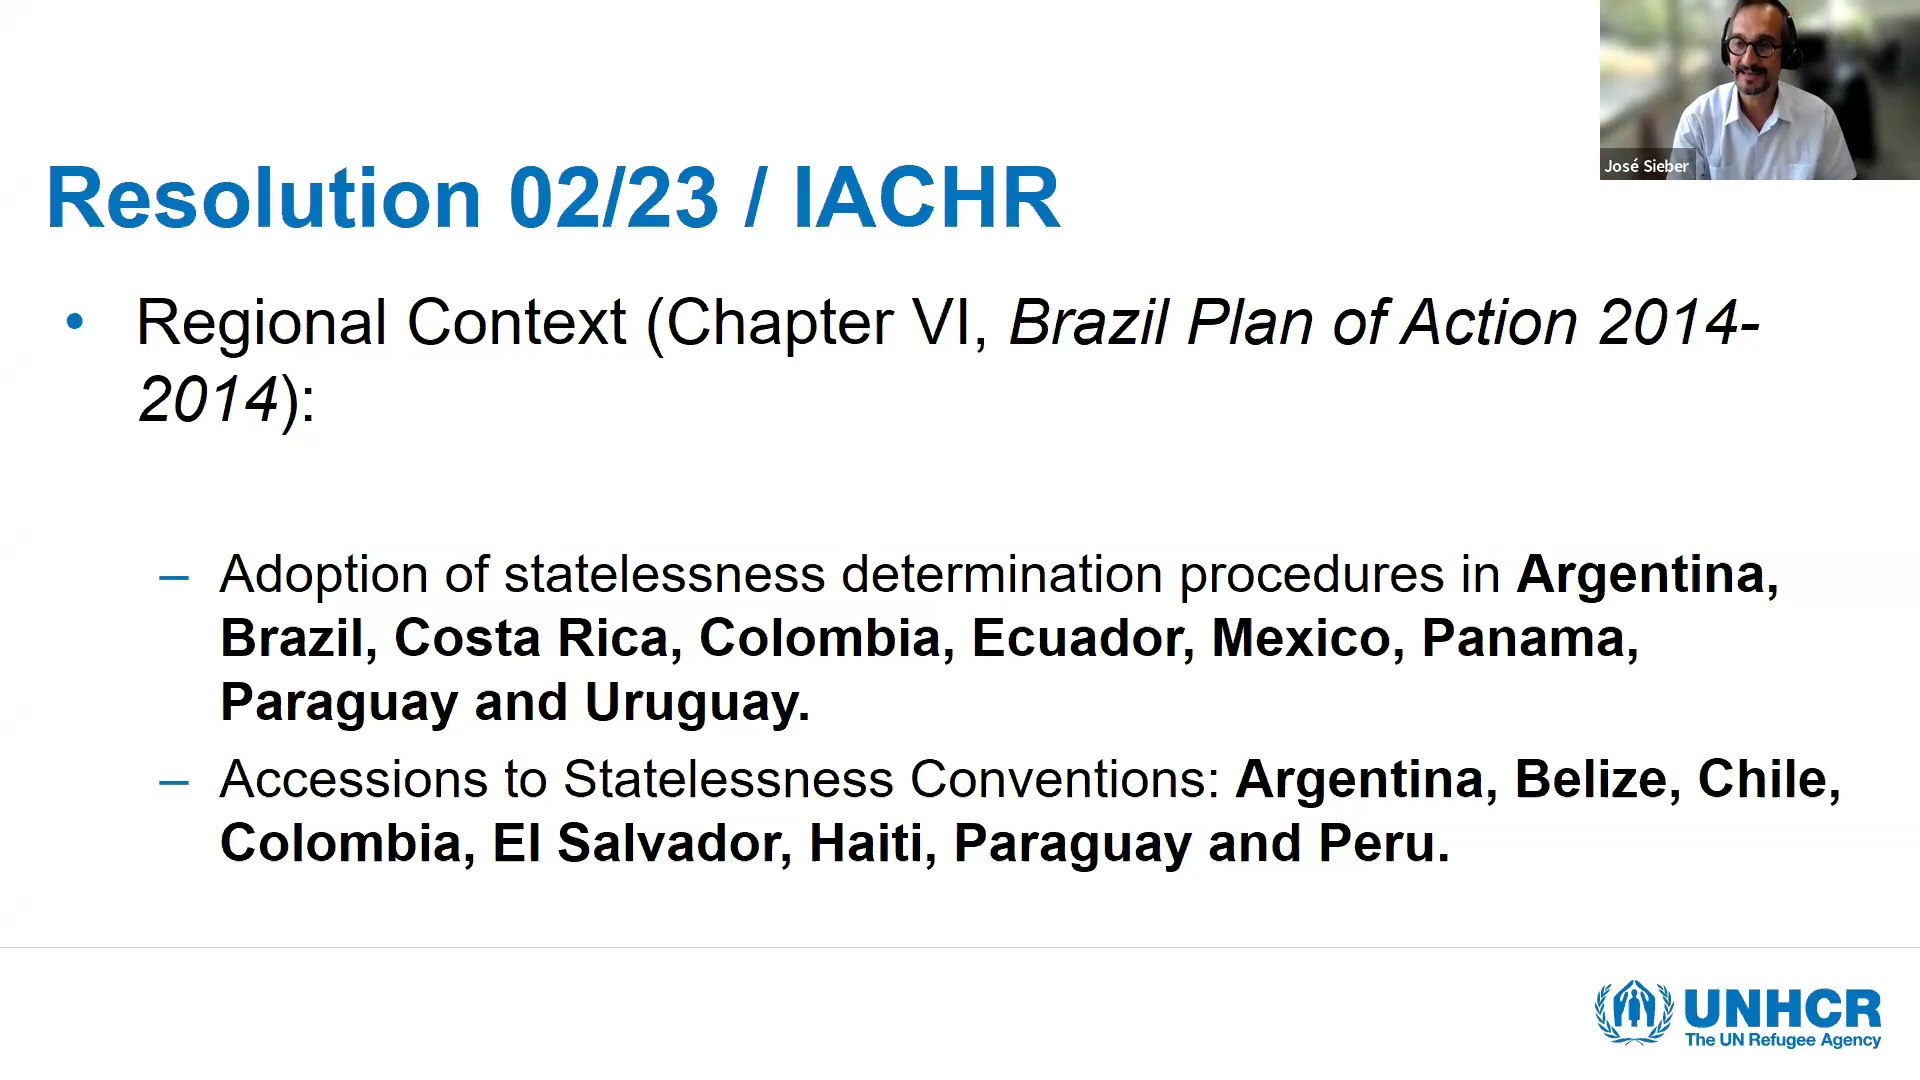 José Sieber
Resolution 02/23 / IACHR
• Regional Context (Chapter VI, Brazil Plan of Action 2014-
2014):
– Adoption of statelessness determination procedures in Argentina,
Brazil, Costa Rica, Colombia, Ecuador, Mexico, Panama,
Paraguay and Uruguay.
– Accessions to Statelessness Conventions: Argentina, Belize, Chile,
Colombia, El Salvador, Haiti, Paraguay and Peru.
UNHCR
The UN Refugee Agency